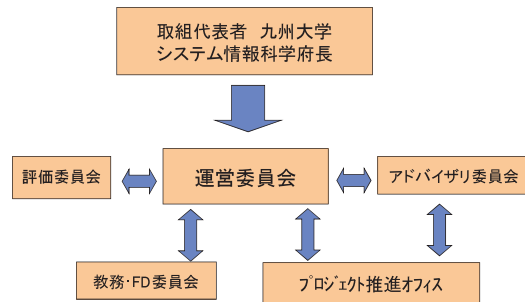 取組代表者 九州大学
システム情報科学府長
評価委員会
運営委員会
アドバイザリ委員会
教務・FD委員会
プロジェクト推進オフィス